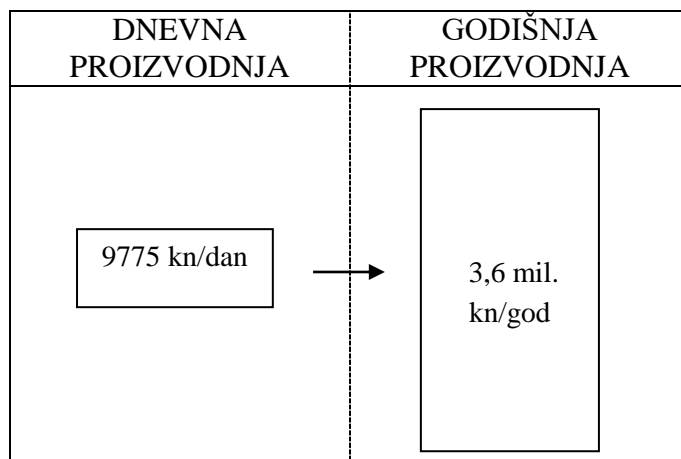 DNEVNA
PROIZVODNJA
GODIŠNJA
PROIZVODNJA
9775 kn/dan
3,6 mil.
kn/god